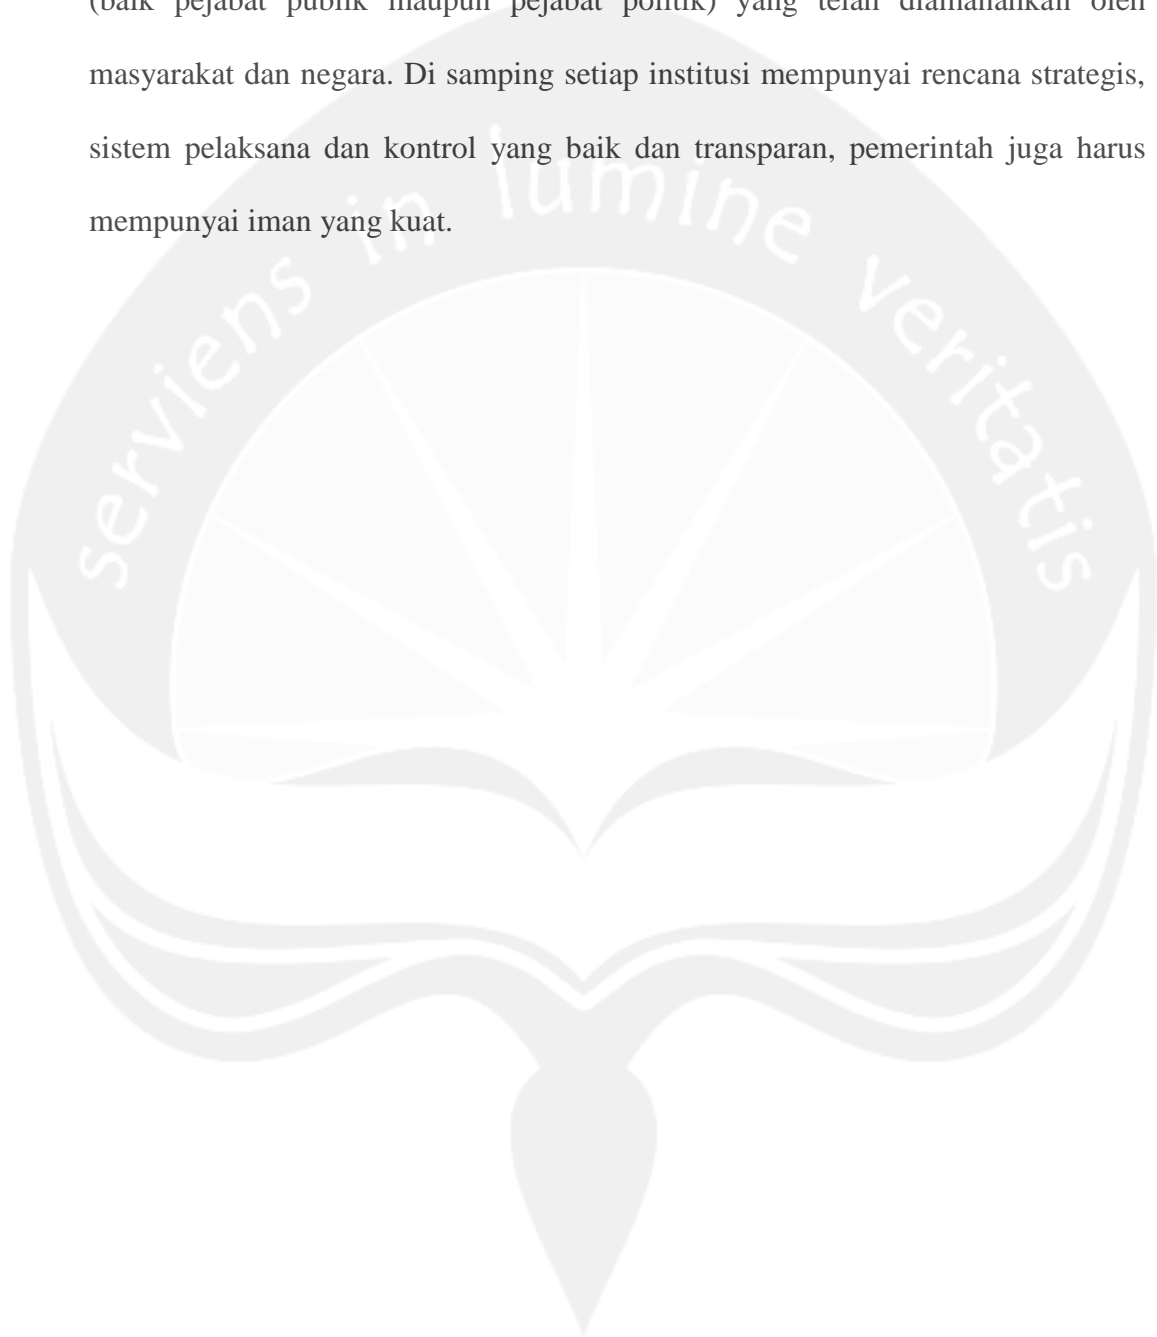 (baik pejabat publik maupun pejabat politik) yang telah diamanahkan oleh
masyarakat dan negara. Di samping setiap institusi mempunyai rencana strategis,
sistem pelaksana dan kontrol yang baik dan transparan, pemerintah juga harus
mempunyai iman yang kuat.
serviens in lumine veritatis